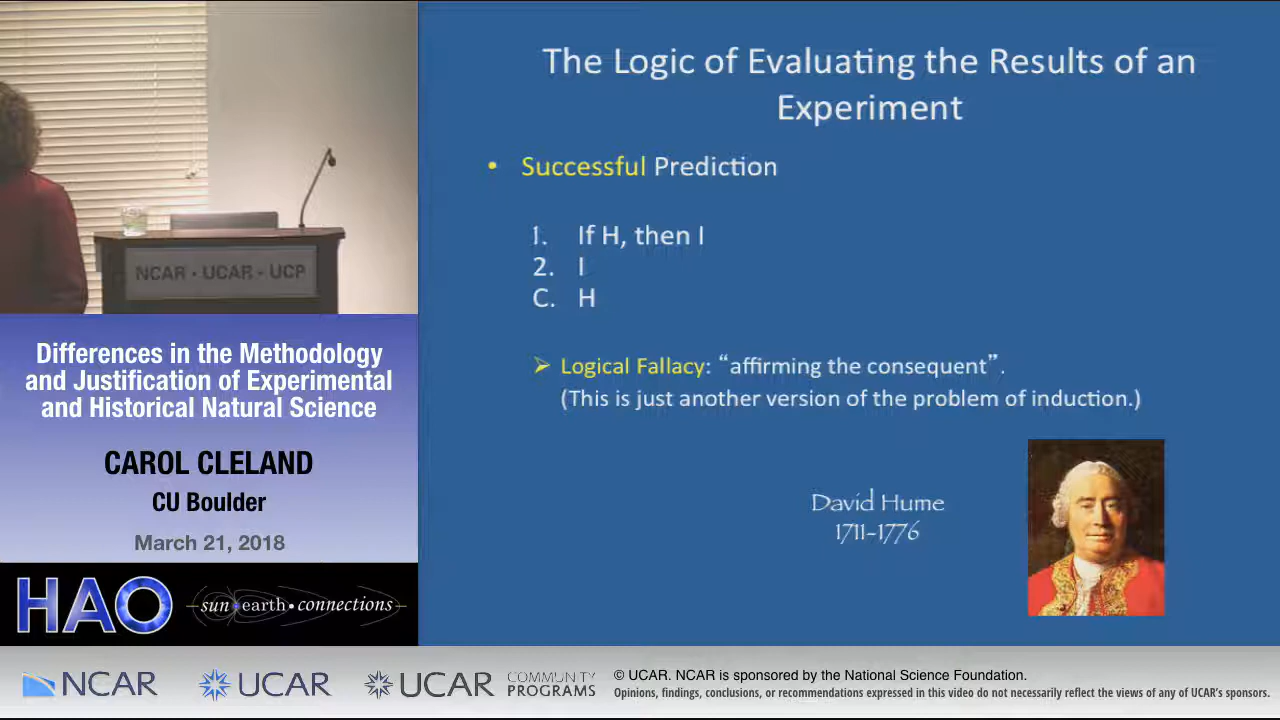 The Logic of Evaluating the Results of an
Experiment
• Successful Prediction
1. If H, then I
2. I
C. H
➢ Logical Fallacy: “affirming the consequent”.
(This is just another version of the problem of induction.)
David Hume
1711-1776
NCAR • UCAR • UCP
Differences in the Methodology
and Justification of Experimental
and Historical Natural Science
CAROL CLELAND
CU Boulder
March 21, 2018
HAO
sun•earth•connections
NCAR
UCAR
UCAR
COMMUNITY
PROGRAMS
© UCAR. NCAR is sponsored by the National Science Foundation.
Opinions, findings, conclusions, or recommendations expressed in this video do not necessarily reflect the views of any of UCAR's sponsors.